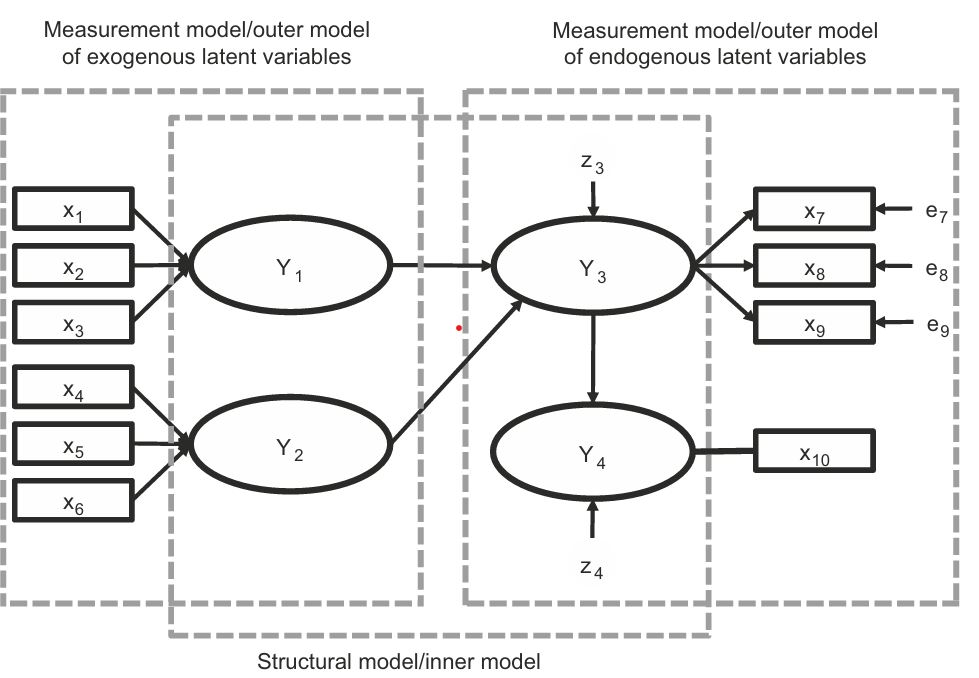 Measurement model/outer model
of exogenous latent variables
Measurement model/outer model
of endogenous latent variables
z3
x1
x7
e7
x2
Y1
Y3
x8
e8
x3
x9
e9
x4
x5
Y2
Y4
x10
x6
z4
Structural model/inner model